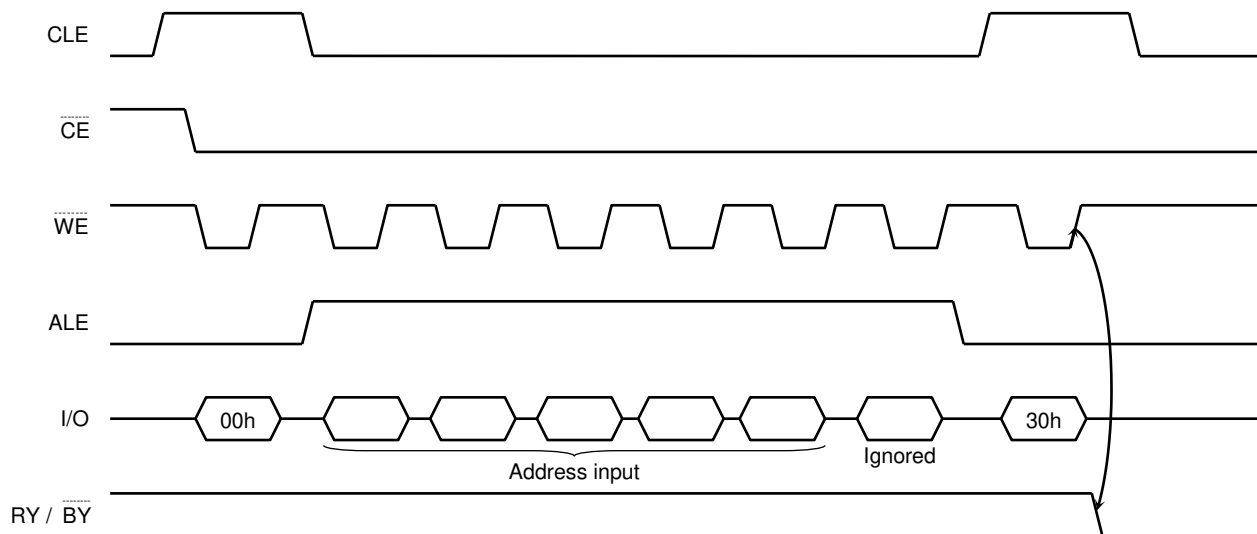 CLE
CE
WE
ALE
I/O
00h
30h
Address input
Ignored
RY / BY